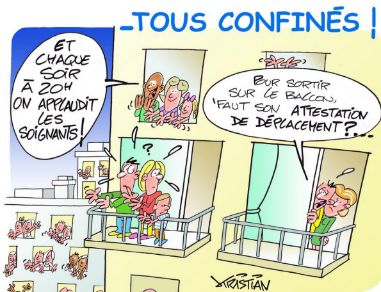 ...TOUS CONFINÉS !
ET
CHAQUE
SOIR
À 20H
ON APPLAUDIT
LES
SOIGNANTS !
POUR SORTIR
SUR LE BALCON,
'FAUT SON ATTESTATION
DE DÉPLACEMENT ?...
?
?
KRISTIAN